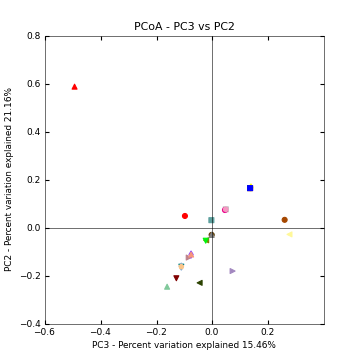 PCoA - PC3 vs PC2
0.8
0.6
0.4
0.2
0.0
−0.2
−0.4
−0.6 −0.4 −0.2 0.0 0.2
PC2 - Percent variation explained 21.16%
PC3 - Percent variation explained 15.46%